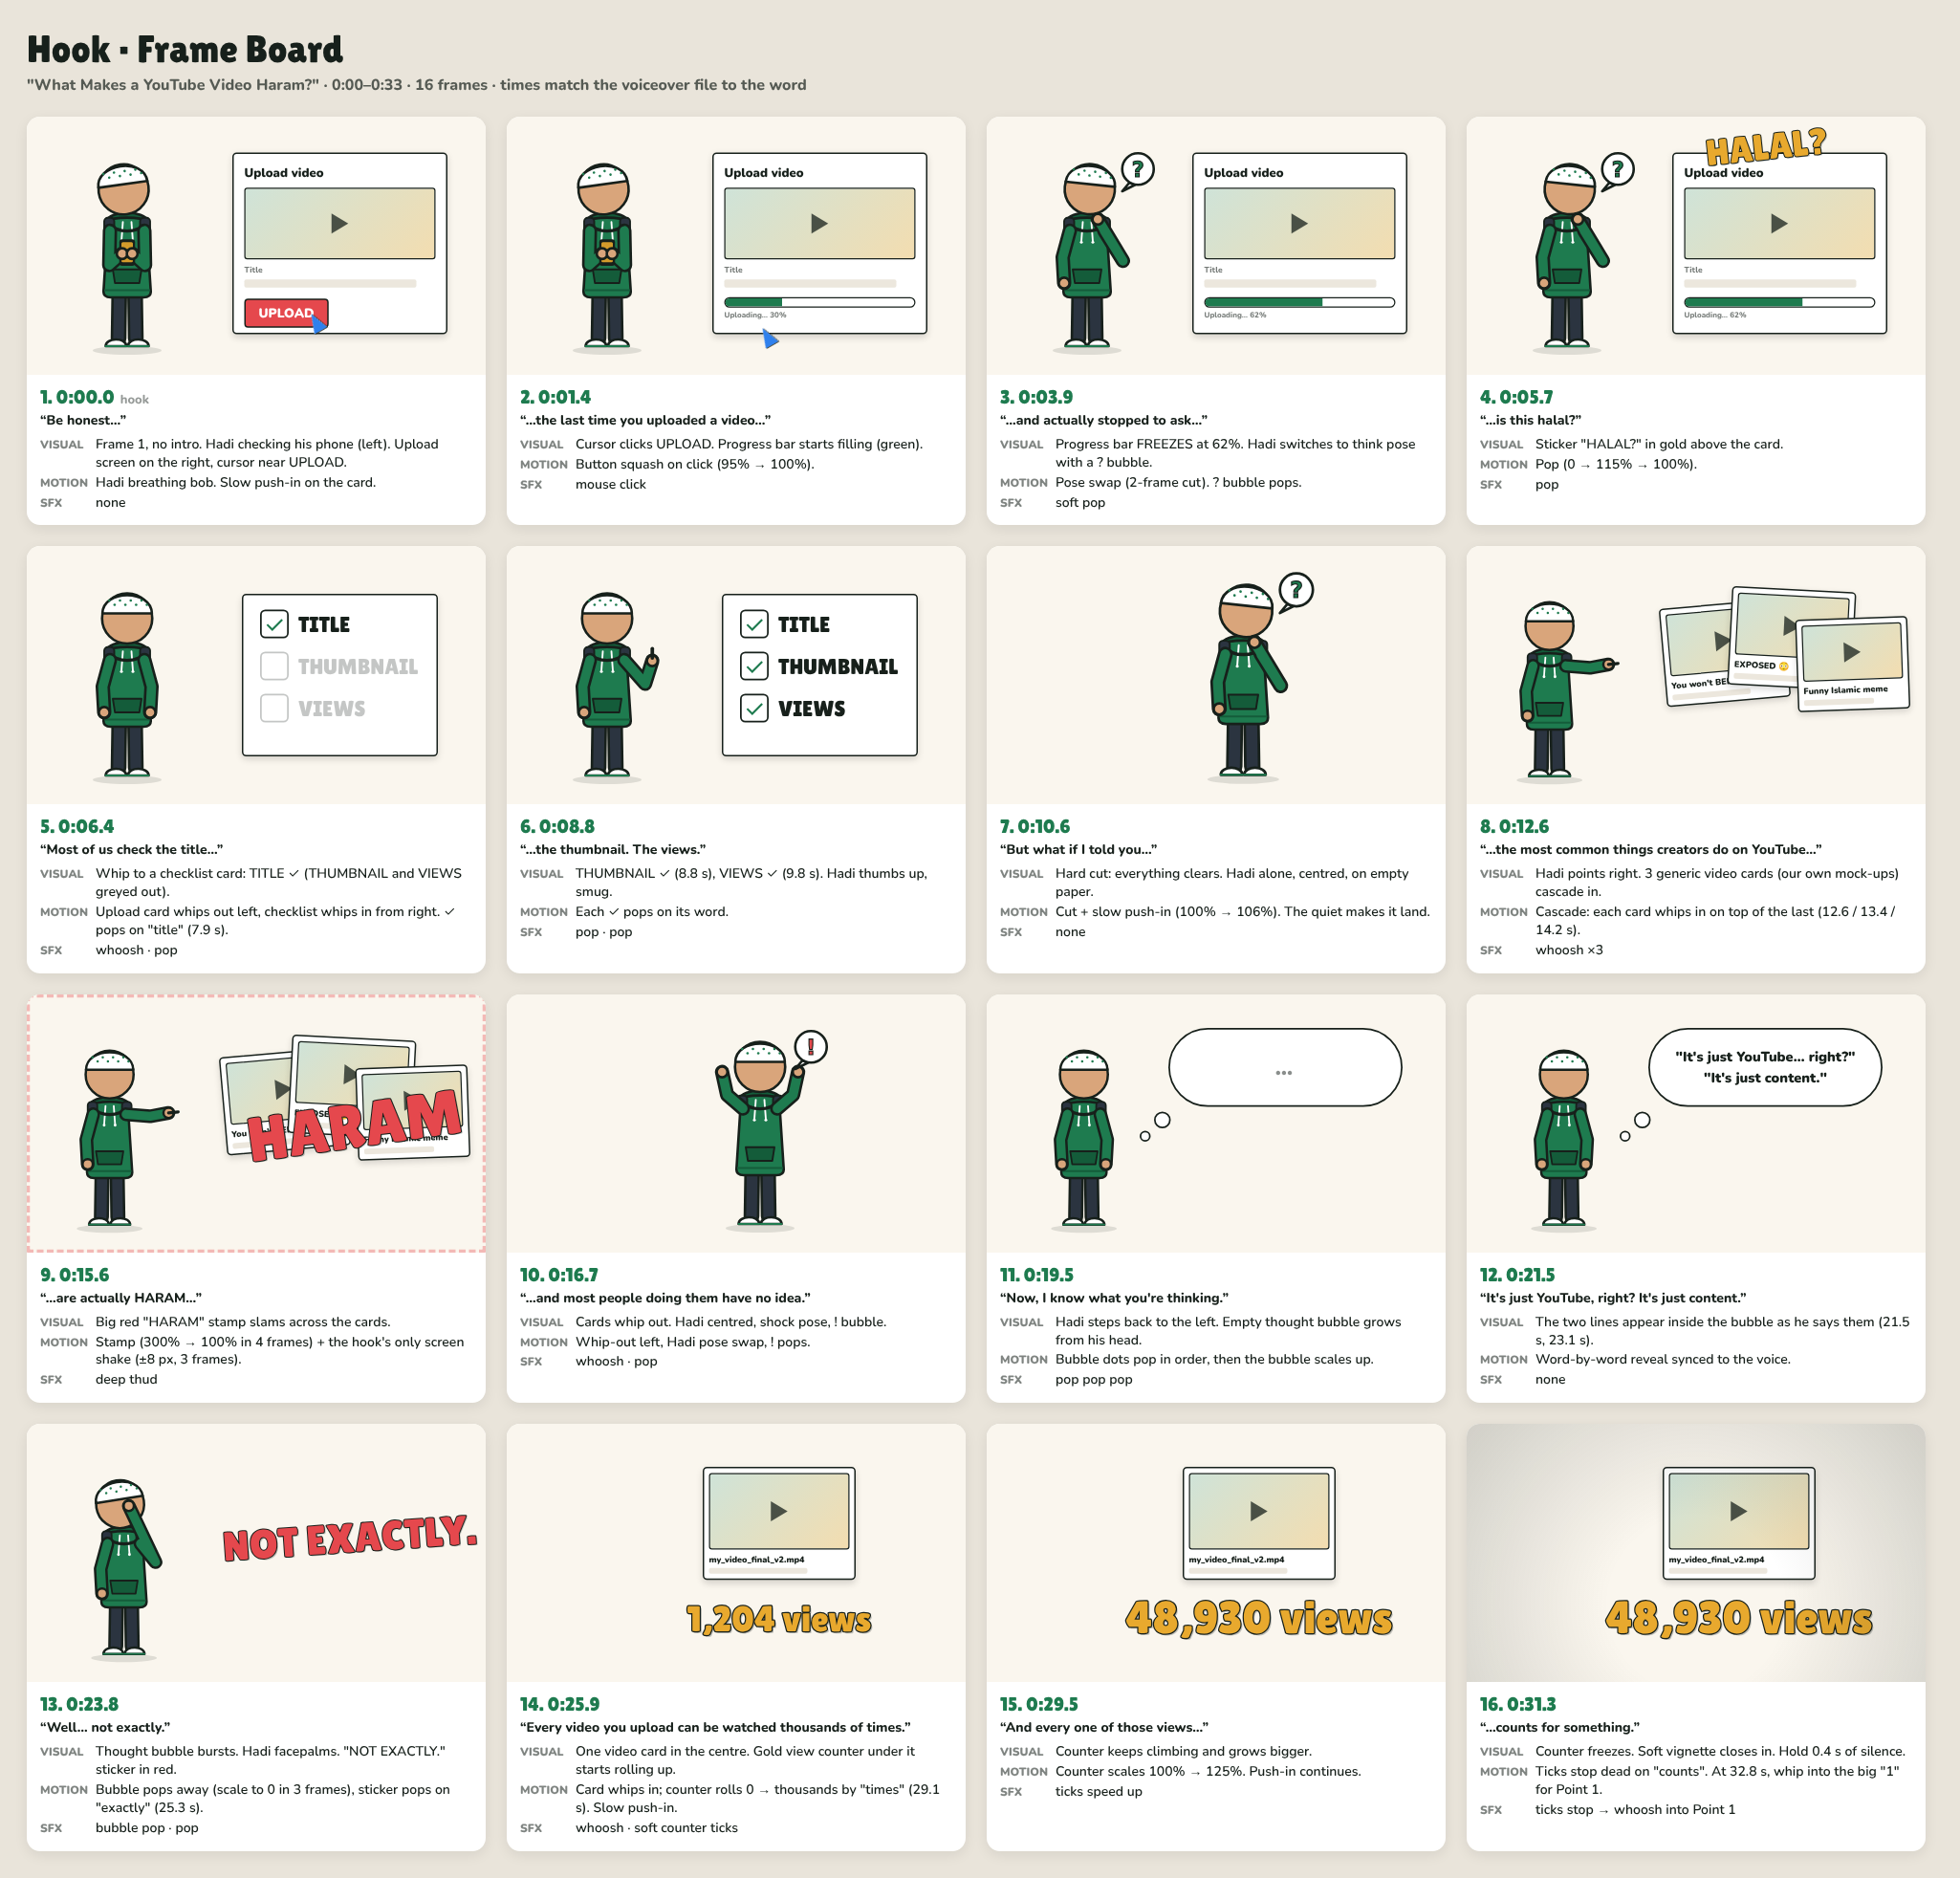 Hook · Frame Board
"What Makes a YouTube Video Haram?" · 0:00–0:33 · 16 frames · times match the voiceover file to the word
Upload video
Title
UPLOAD
1. 0:00.0 hook
“Be honest…”
VISUAL Frame 1, no intro. Hadi checking his phone (left). Upload
screen on the right, cursor near UPLOAD.
MOTION Hadi breathing bob. Slow push-in on the card.
SFX none
Upload video
Title
Uploading... 30%
2. 0:01.4
“…the last time you uploaded a video…”
VISUAL Cursor clicks UPLOAD. Progress bar starts filling (green).
MOTION Button squash on click (95% → 100%).
SFX mouse click
?
Upload video
Title
Uploading... 62%
3. 0:03.9
“…and actually stopped to ask…”
VISUAL Progress bar FREEZES at 62%. Hadi switches to think pose
with a ? bubble.
MOTION Pose swap (2-frame cut). ? bubble pops.
SFX soft pop
HALAL?
?
Upload video
Title
Uploading... 62%
4. 0:05.7
“…is this halal?”
VISUAL Sticker "HALAL?" in gold above the card.
MOTION Pop (0 → 115% → 100%).
SFX pop
✓ TITLE
THUMBNAIL
VIEWS
5. 0:06.4
“Most of us check the title…”
VISUAL Whip to a checklist card: TITLE ✓ (THUMBNAIL and VIEWS
greyed out).
MOTION Upload card whips out left, checklist whips in from right. ✓
pops on "title" (7.9 s).
SFX whoosh · pop
✓ TITLE
✓ THUMBNAIL
✓ VIEWS
6. 0:08.8
“…the thumbnail. The views.”
VISUAL THUMBNAIL ✓ (8.8 s), VIEWS ✓ (9.8 s). Hadi thumbs up,
smug.
MOTION Each ✓ pops on its word.
SFX pop · pop
?
7. 0:10.6
“But what if I told you…”
VISUAL Hard cut: everything clears. Hadi alone, centred, on empty
paper.
MOTION Cut + slow push-in (100% → 106%). The quiet makes it land.
SFX none
You won't BE
EXPOSED 😳
Funny Islamic meme
8. 0:12.6
“…the most common things creators do on YouTube…”
VISUAL Hadi points right. 3 generic video cards (our own mock-ups)
cascade in.
MOTION Cascade: each card whips in on top of the last (12.6 / 13.4 /
14.2 s).
SFX whoosh ×3
You
HARAM
meme
9. 0:15.6
“…are actually HARAM…”
VISUAL Big red "HARAM" stamp slams across the cards.
MOTION Stamp (300% → 100% in 4 frames) + the hook's only screen
shake (±8 px, 3 frames).
SFX deep thud
!
10. 0:16.7
“…and most people doing them have no idea.”
VISUAL Cards whip out. Hadi centred, shock pose, ! bubble.
MOTION Whip-out left, Hadi pose swap, ! pops.
SFX whoosh · pop
...
11. 0:19.5
“Now, I know what you're thinking.”
VISUAL Hadi steps back to the left. Empty thought bubble grows
from his head.
MOTION Bubble dots pop in order, then the bubble scales up.
SFX pop pop pop
"It's just YouTube... right?"
"It's just content."
12. 0:21.5
“It's just YouTube, right? It's just content.”
VISUAL The two lines appear inside the bubble as he says them (21.5
s, 23.1 s).
MOTION Word-by-word reveal synced to the voice.
SFX none
NOT EXACTLY.
13. 0:23.8
“Well… not exactly.”
VISUAL Thought bubble bursts. Hadi facepalms. "NOT EXACTLY."
sticker in red.
MOTION Bubble pops away (scale to 0 in 3 frames), sticker pops on
"exactly" (25.3 s).
SFX bubble pop · pop
my_video_final_v2.mp4
1,204 views
14. 0:25.9
“Every video you upload can be watched thousands of times.”
VISUAL One video card in the centre. Gold view counter under it
starts rolling up.
MOTION Card whips in; counter rolls 0 → thousands by "times" (29.1
s). Slow push-in.
SFX whoosh · soft counter ticks
my_video_final_v2.mp4
48,930 views
15. 0:29.5
“And every one of those views…”
VISUAL Counter keeps climbing and grows bigger.
MOTION Counter scales 100% → 125%. Push-in continues.
SFX ticks speed up
my_video_final_v2.mp4
48,930 views
16. 0:31.3
“…counts for something.”
VISUAL Counter freezes. Soft vignette closes in. Hold 0.4 s of silence.
MOTION Ticks stop dead on "counts". At 32.8 s, whip into the big "1"
for Point 1.
SFX ticks stop → whoosh into Point 1